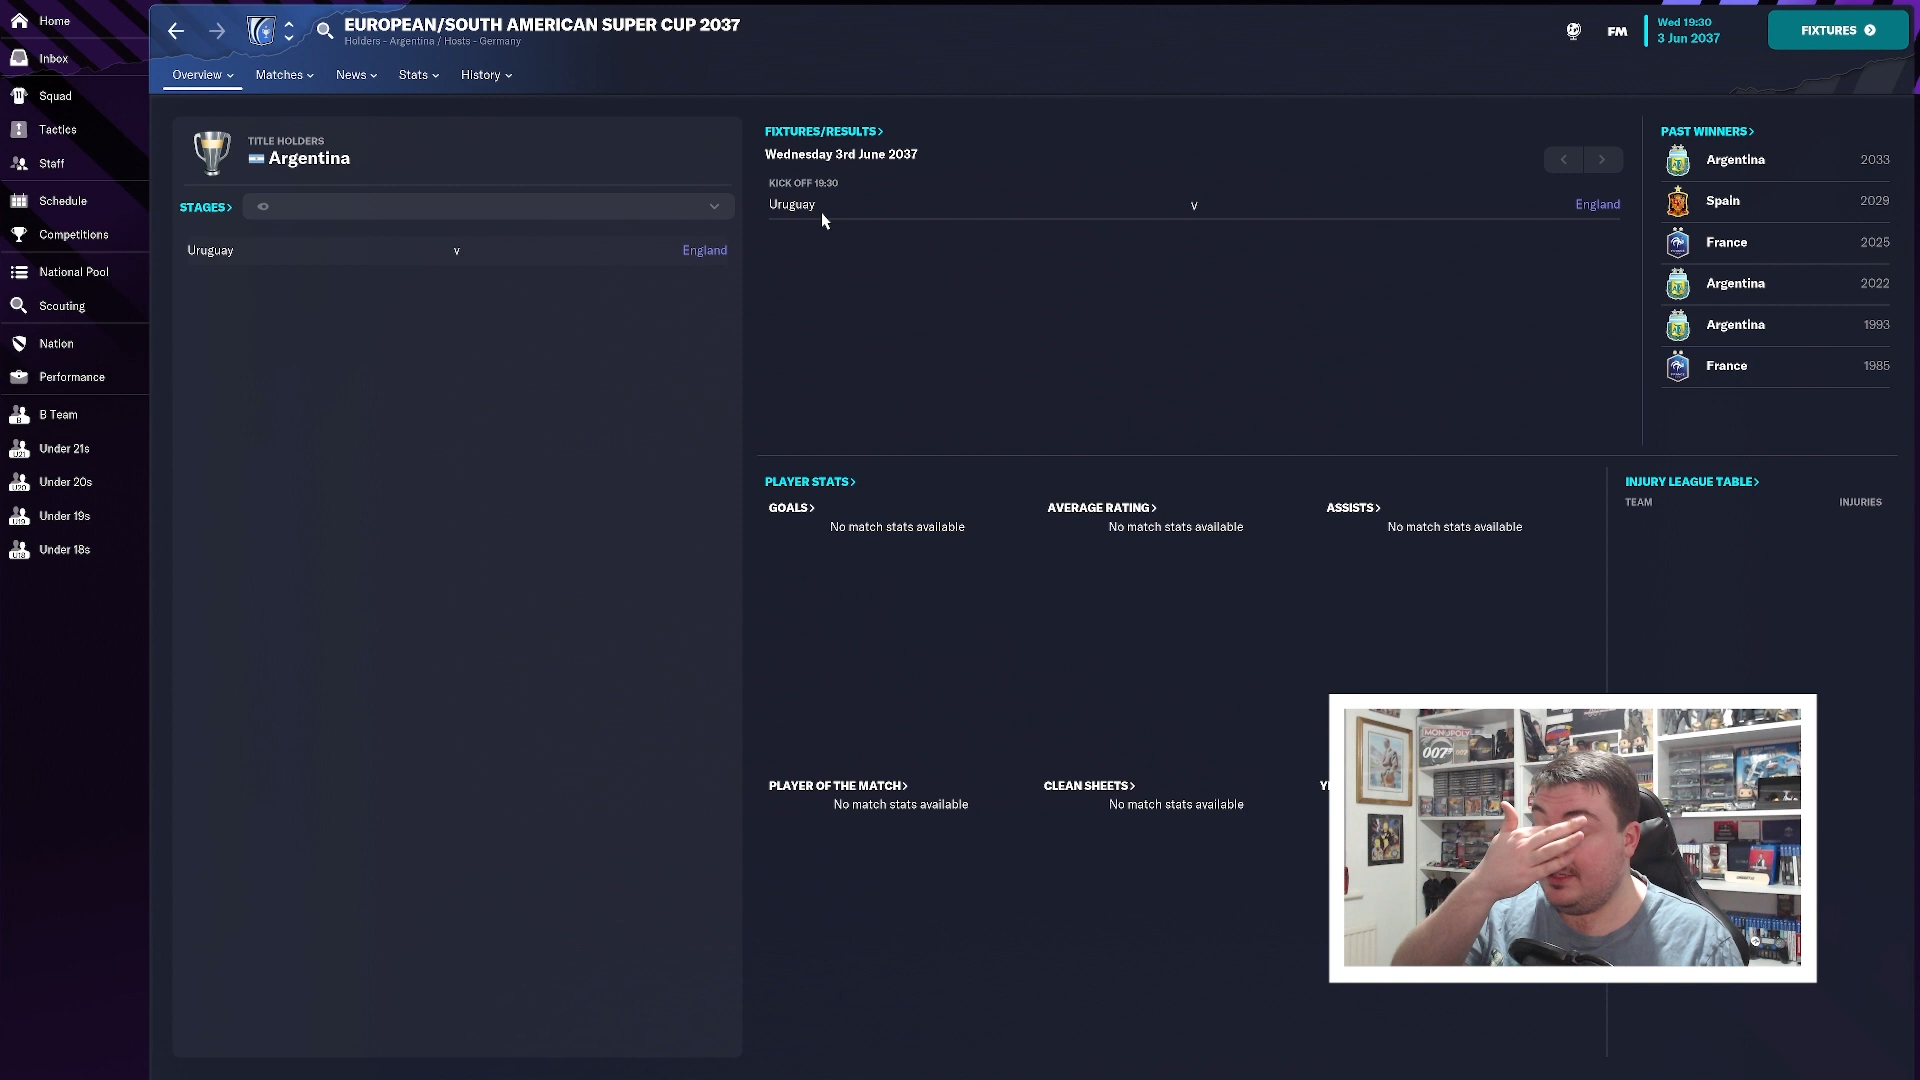 Home
Inbox
Squad
Tactics
Staff
Schedule
Competitions
National Pool
Scouting
Nation
Performance
B Team
Under 21s
Under 20s
Under 19s
Under 18s
EUROPEAN/SOUTH AMERICAN SUPER CUP 2037
Holders - Argentina / Hosts - Germany
FM
Wed 19:30
3 Jun 2037
FIXTURES
Overview
Matches
News
Stats
History
TITLE HOLDERS
Argentina
STAGES>
Uruguay v England
FIXTURES/RESULTS>
Wednesday 3rd June 2037
KICK OFF 19:30
Uruguay v England
PAST WINNERS>
Argentina 2033
Spain 2029
France 2025
Argentina 2022
Argentina 1993
France 1985
PLAYER STATS>
GOALS>
No match stats available
AVERAGE RATING>
No match stats available
ASSISTS>
No match stats available
INJURY LEAGUE TABLE>
TEAM INJURIES
PLAYER OF THE MATCH>
No match stats available
CLEAN SHEETS>
No match stats available
MONOPOLY
007